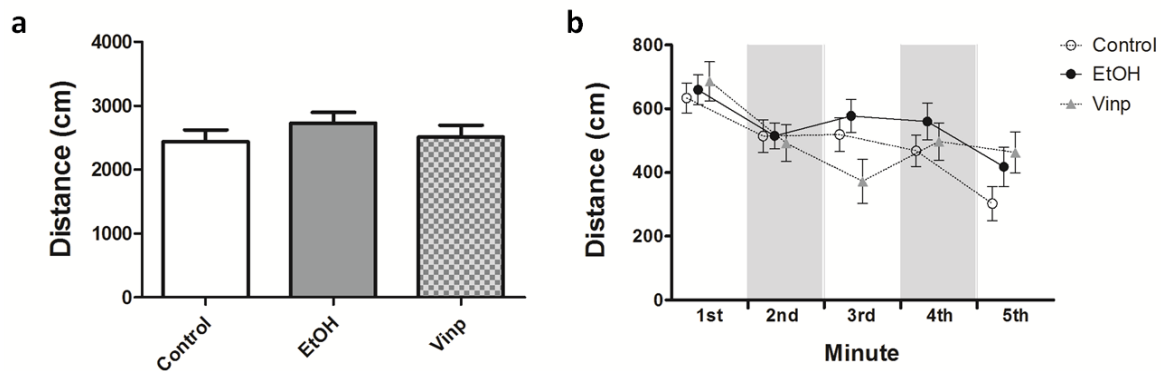 a
Distance (cm)
4000
3000
2000
1000
0
Control
EtOH
Vinp
b
Distance (cm)
800
600
400
200
0
1st 2nd 3rd 4th 5th
Minute
Control
EtOH
Vinp